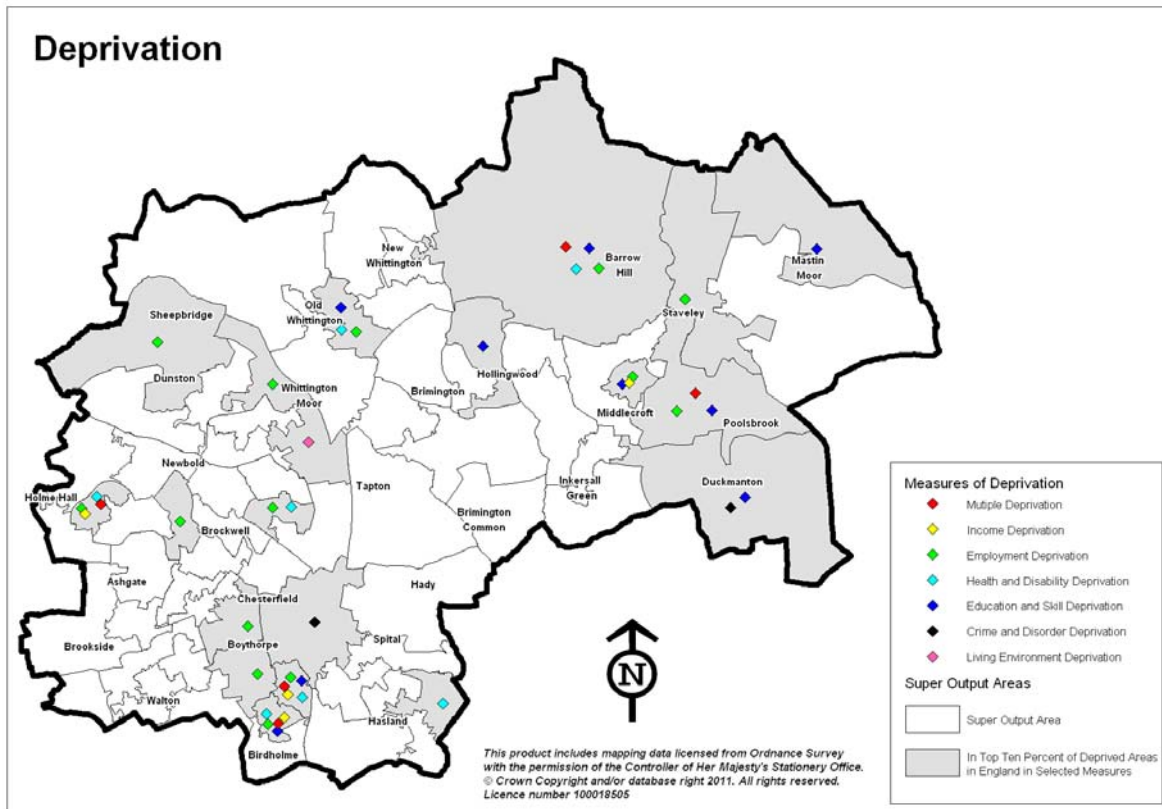 Deprivation
New
Whittington
Barrow
Hill
Mastin
Moor
Old
Whittington
Sheepbridge
Staveley
Dunston
Whittington
Moor
Hollingwood
Brimington
Middlecroft
Poolsbrook
Newbold
Holme Hall
Tapton
Inkersall
Green
Duckmanton
Brimington
Common
Brockwell
Ashgate
Hady
Chesterfield
Brookside
Boythorpe
Spital
Walton
Hasland
Birdholme
N
Measures of Deprivation
Mutiple Deprivation
Income Deprivation
Employment Deprivation
Health and Disability Deprivation
Education and Skill Deprivation
Crime and Disorder Deprivation
Living Environment Deprivation
Super Output Areas
Super Output Area
In Top Ten Percent of Deprived Areas
in England in Selected Measures
This product includes mapping data licensed from Ordnance Survey
with the permission of the Controller of Her Majesty's Stationery Office.
© Crown Copyright and/or database right 2011. All rights reserved.
Licence number 100018505